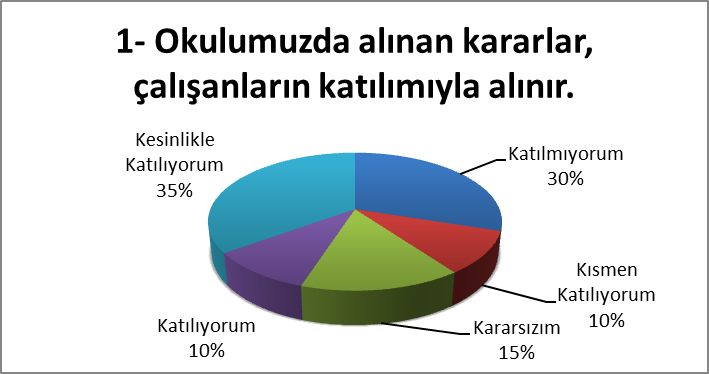 1- Okulumuzda alınan kararlar,
çalışanların katılımıyla alınır.
Kesinlikle
Katılıyorum
35%
Katılmıyorum
30%
Kısmen
Katılıyorum
10%
Kararsızım
15%
Katılıyorum
10%